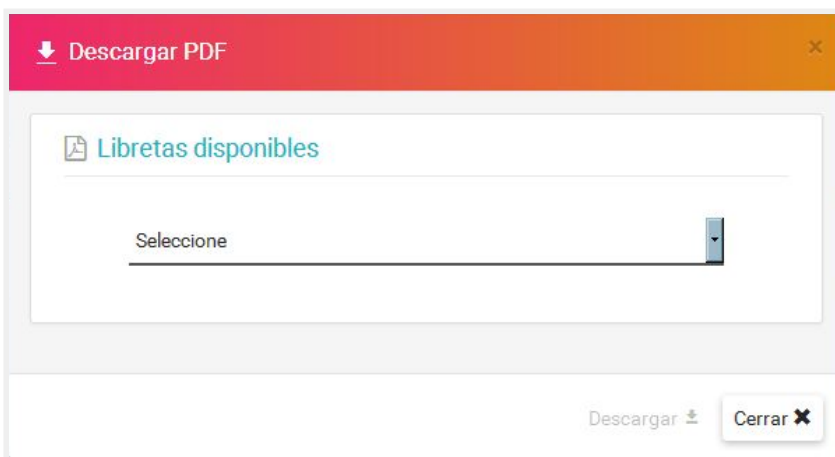 Descargar PDF
Libretas disponibles
Seleccione
Descargar
Cerrar